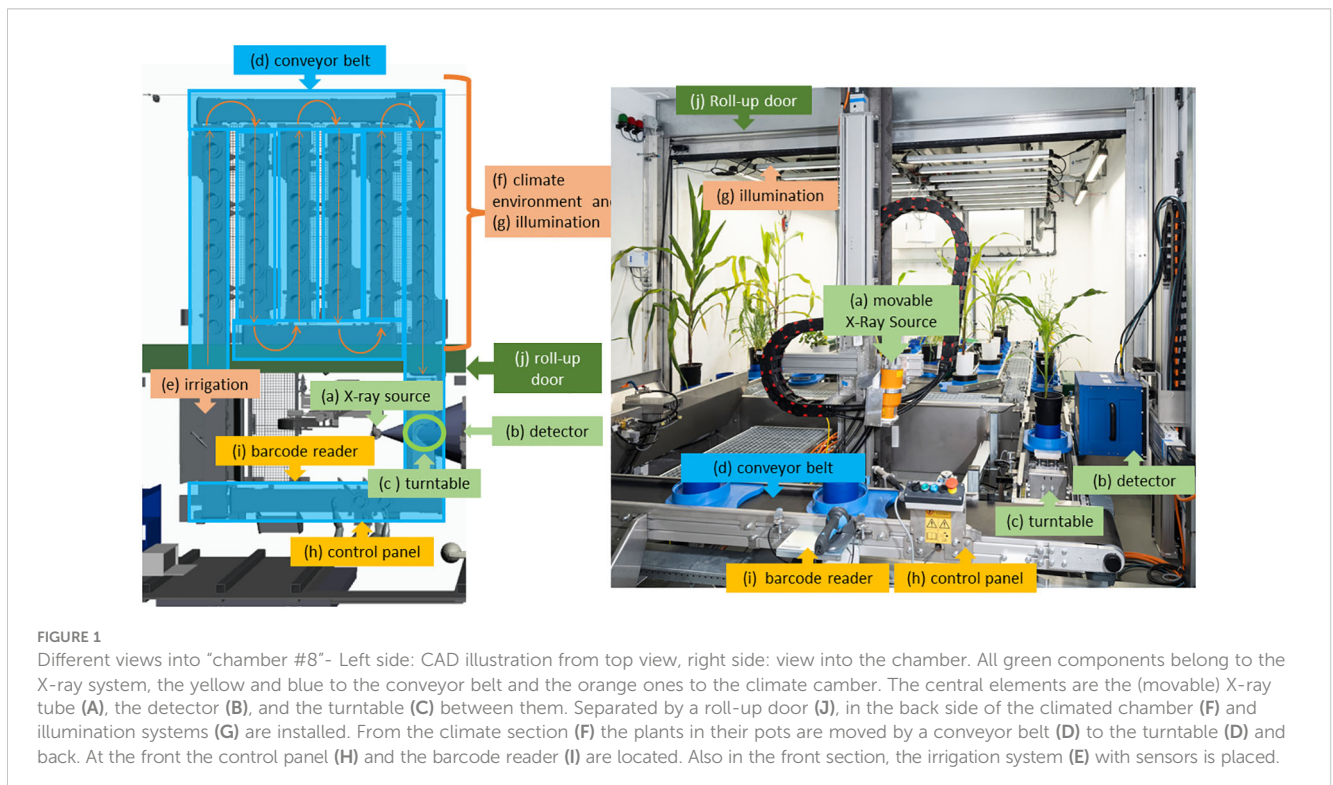 (d) conveyor belt
(f) climate
environment and
(g) illumination
(j) roll-up
door
(e) irrigation
(a) X-ray source
(b) detector
(i) barcode reader
(c ) turntable
(h) control panel
(j) Roll-up door
(g) illumination
(a) movable
X-Ray Source
(d) conveyor belt
(b) detector
(c) turntable
(i) barcode reader
(h) control panel
FIGURE 1
Different views into “chamber #8”- Left side: CAD illustration from top view, right side: view into the chamber. All green components belong to the
X-ray system, the yellow and blue to the conveyor belt and the orange ones to the climate camber. The central elements are the (movable) X-ray
tube (A), the detector (B), and the turntable (C) between them. Separated by a roll-up door (J), in the back side of the climated chamber (F) and
illumination systems (G) are installed. From the climate section (F) the plants in their pots are moved by a conveyor belt (D) to the turntable (D) and
back. At the front the control panel (H) and the barcode reader (I) are located. Also in the front section, the irrigation system (E) with sensors is placed.